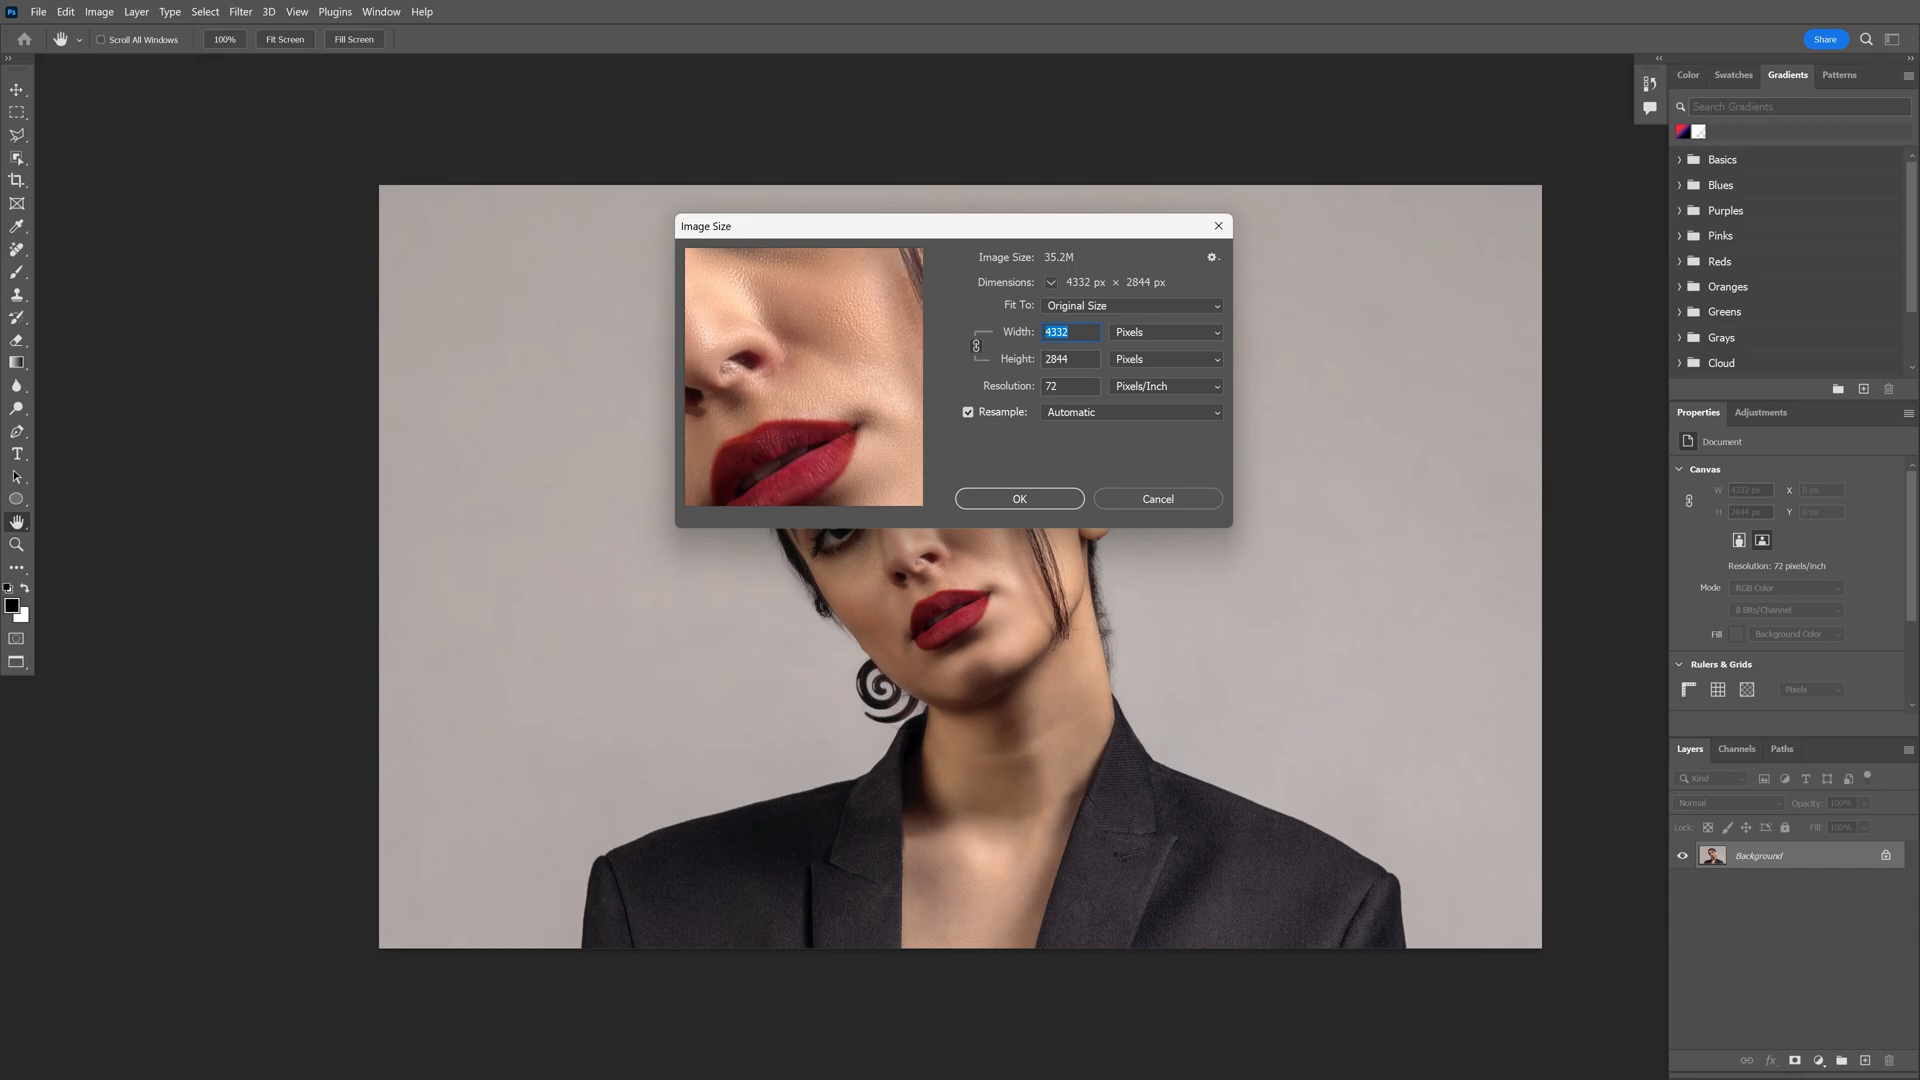 Ps File Edit Image Layer Type Select Filter 3D View Plugins Window Help
Scroll All Windows 100% Fit Screen Fill Screen Share
Color Swatches Gradients Patterns
Search Gradients
Basics
Blues
Purples
Pinks
Reds
Oranges
Greens
Grays
Cloud
Image Size
Image Size: 35.2M
Dimensions: 4332 px × 2844 px
Fit To: Original Size
Width: 4332 Pixels
Height: 2844 Pixels
Resolution: 72 Pixels/Inch
Resample: Automatic
OK Cancel
Properties Adjustments
Document
Canvas
W 4332 px X 0 px
H 2844 px Y 0 px
Resolution: 72 pixels/inch
Mode RGB Color
8 Bits/Channel
Fill Background Color
Rulers & Grids
Pixels
Layers Channels Paths
Kind
Normal Opacity: 100%
Lock: Fill: 100%
Background
fx